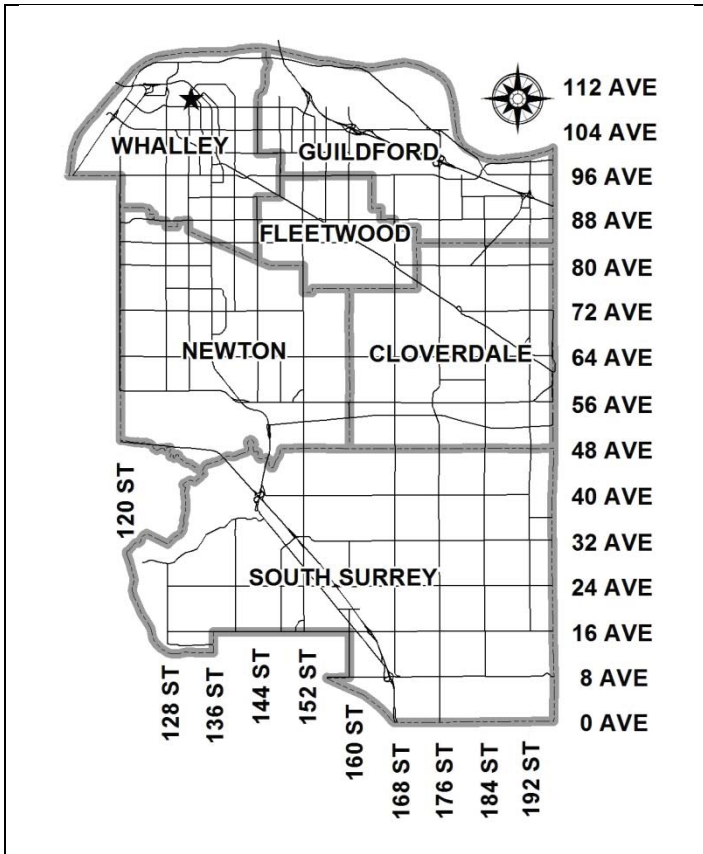 112 AVE
104 AVE
WHALLEY
GUILDFORD
96 AVE
88 AVE
FLEETWOOD
80 AVE
72 AVE
NEWTON
CLOVERDALE
64 AVE
56 AVE
48 AVE
120 ST
40 AVE
32 AVE
SOUTH SURREY
24 AVE
16 AVE
128 ST
136 ST
144 ST
152 ST
160 ST
8 AVE
0 AVE
168 ST
176 ST
184 ST
192 ST